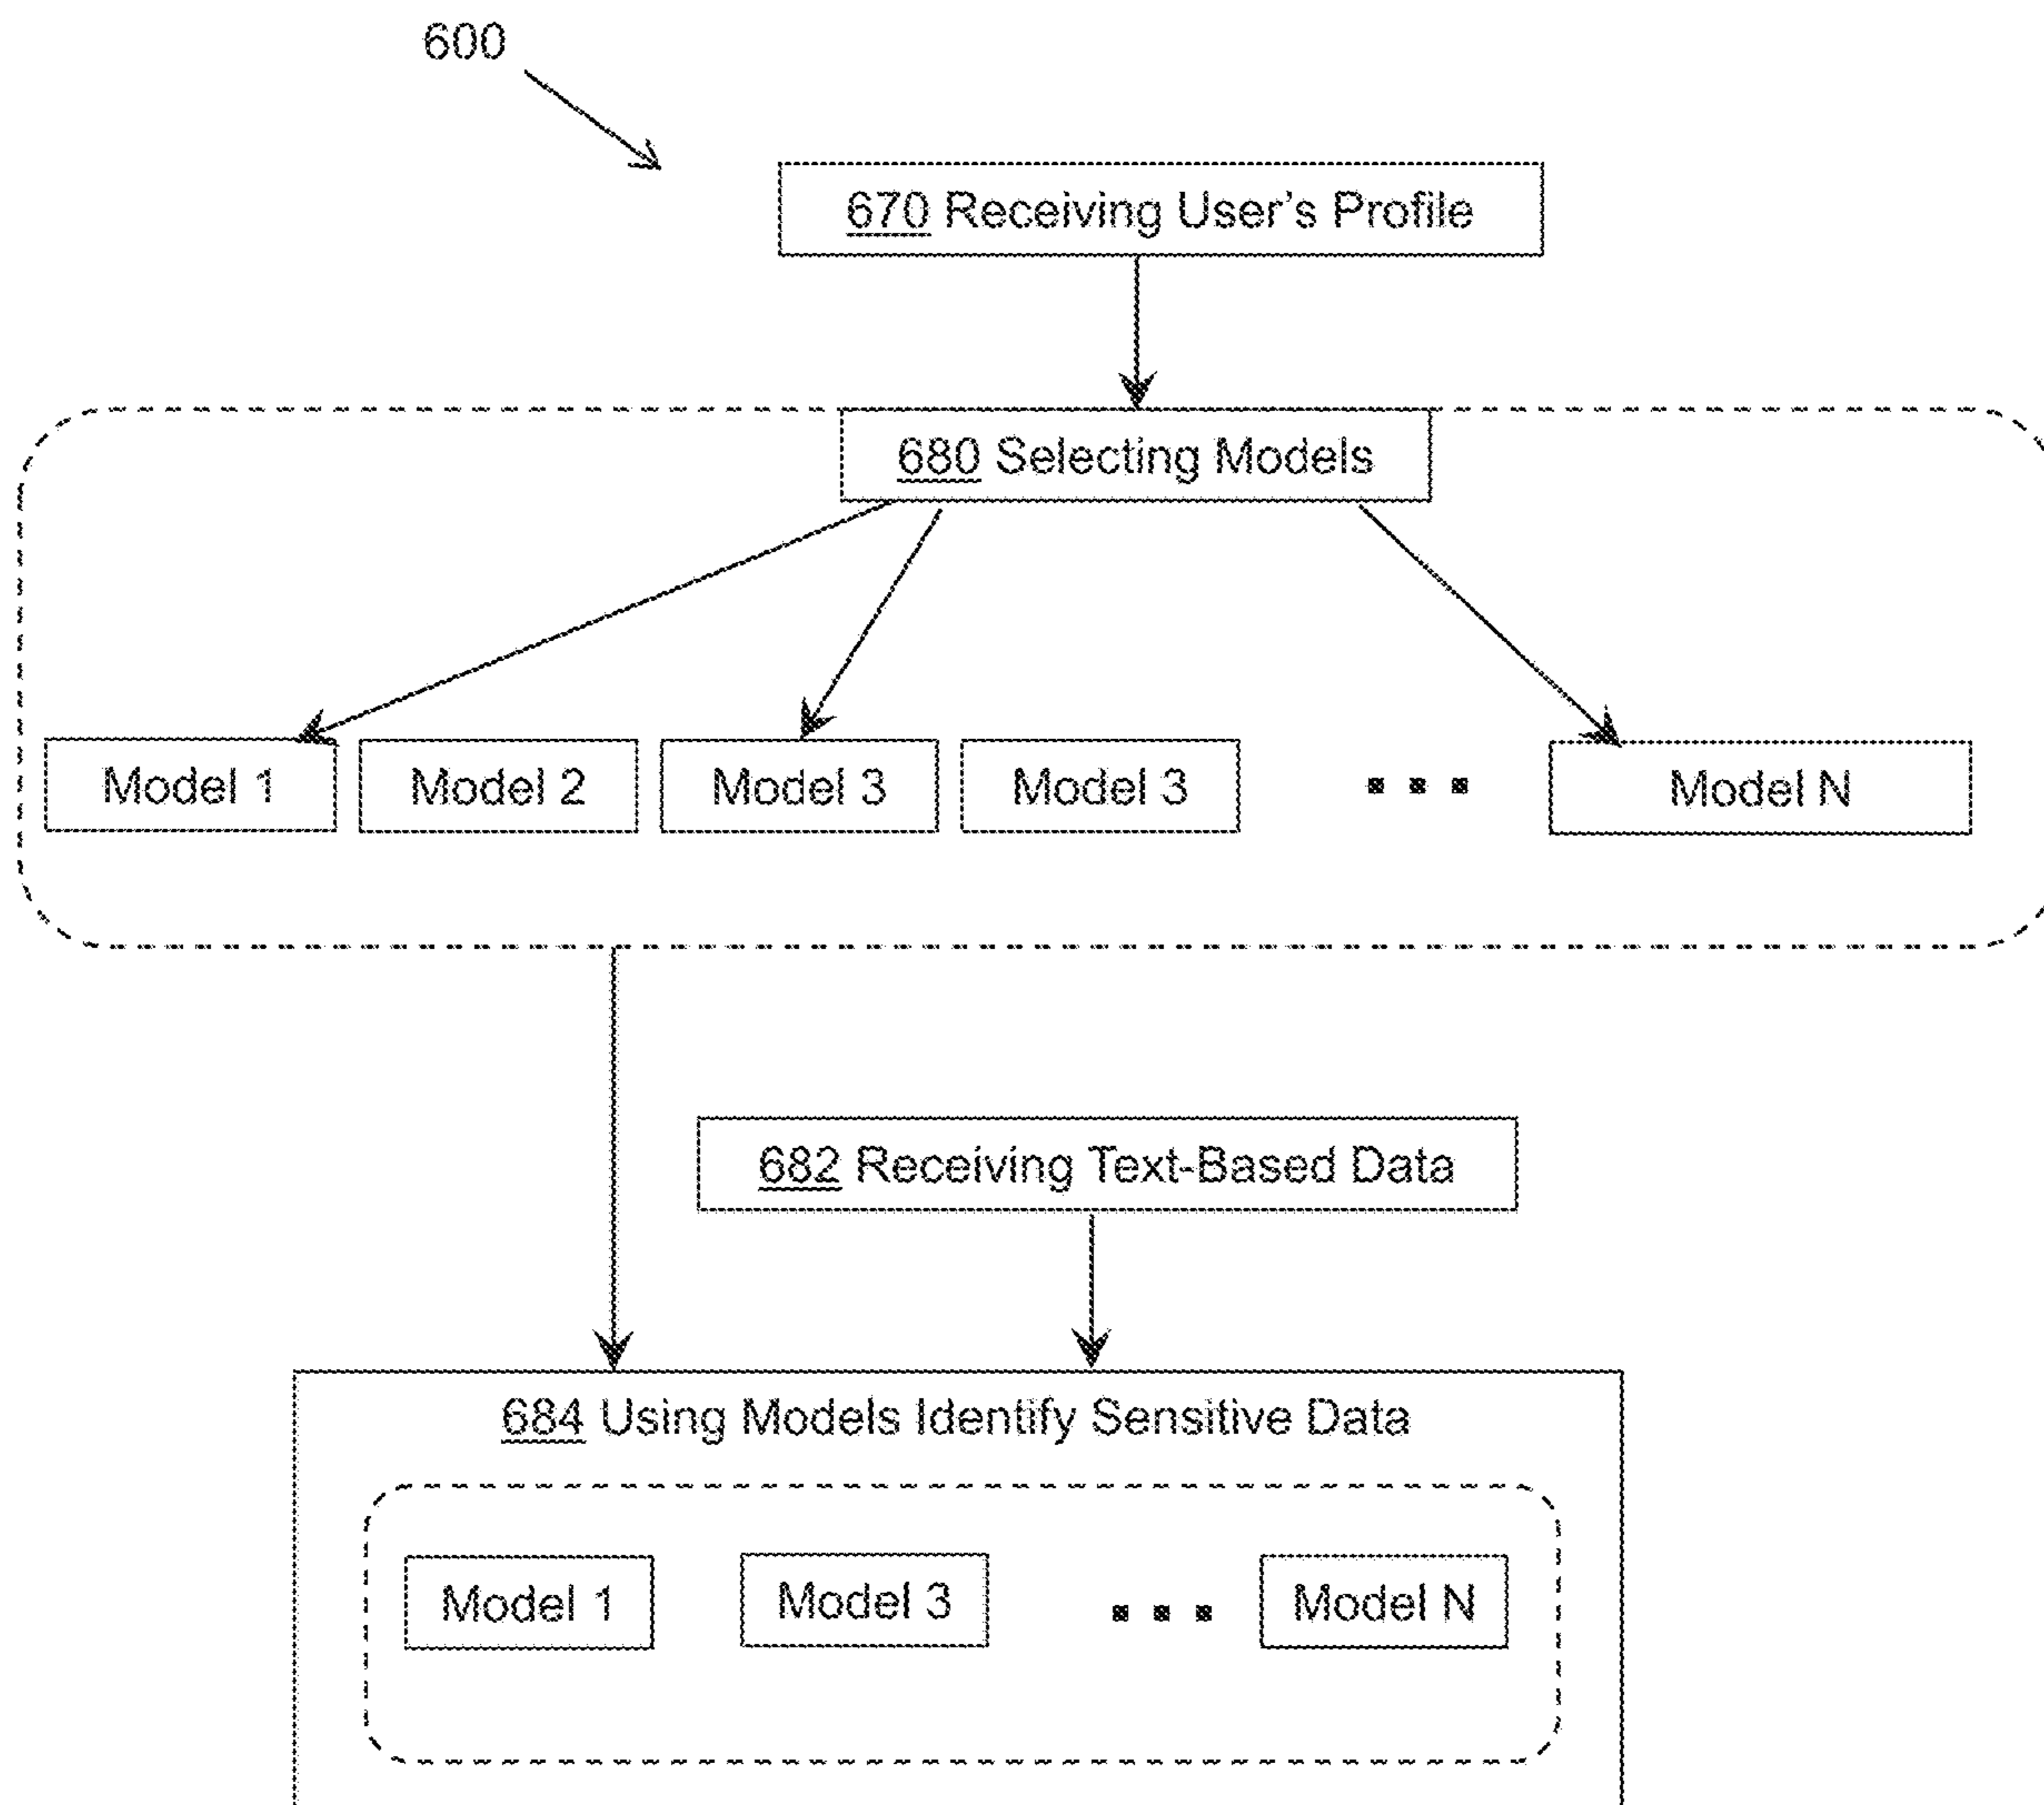 600
670 Receiving User's Profile
680 Selecting Models
Model 1 Model 2 Model 3 Model 3 ... Model N
682 Receiving Text-Based Data
684 Using Models Identify Sensitive Data
Model 1 Model 3 ... Model N